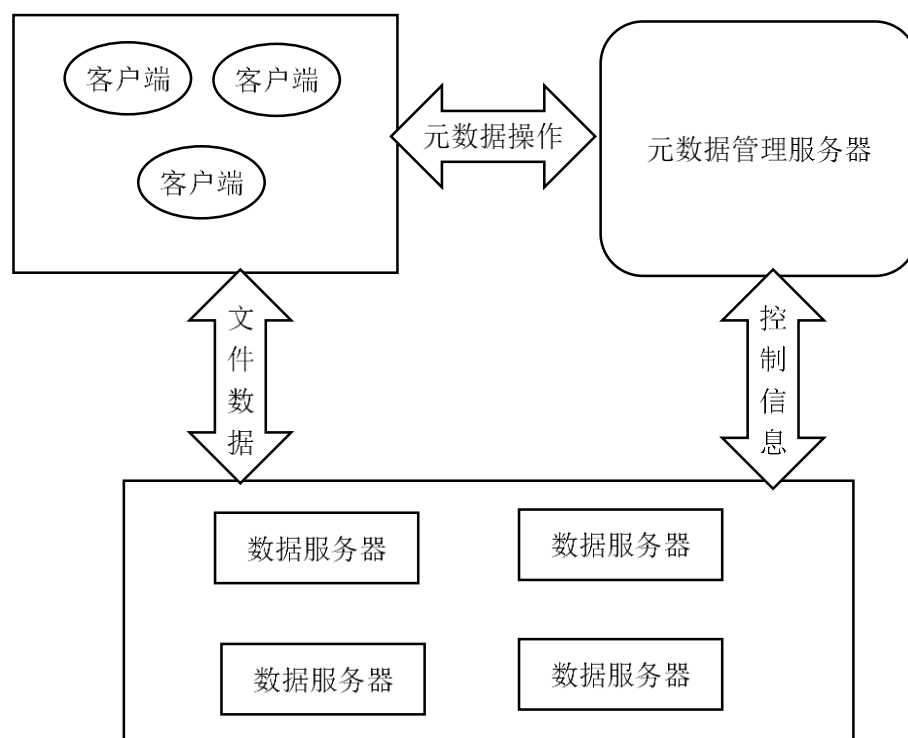 客户端
客户端
客户端
元数据操作
元数据管理服务器
文件数据
控制信息
数据服务器
数据服务器
数据服务器
数据服务器